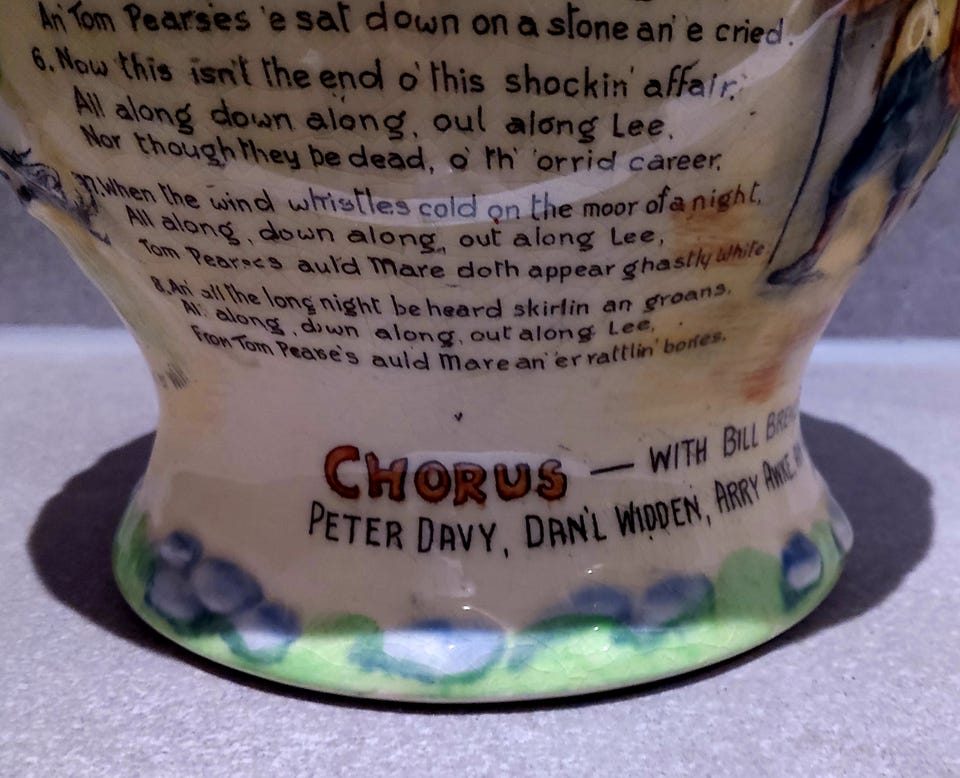 An' Tom Pearses 'e sat down on a stone an' e cried.
6. Now this isn't the end o' this shockin' affair,
All along down along, out along Lee,
Nor though they be dead, o' th' 'orrid career.
7. When the wind whistles cold on the moor of a night,
All along, down along, out along Lee,
Tom Pearses auld Mare doth appear ghastly white.
8. An' all the long night be heard skirlin an groans.
All along, down along, out along Lee,
From Tom Pearse's auld Mare an' er rattlin' bones.
CHORUS — WITH BILL
PETER DAVY, DAN'L WIDDEN, ARRY